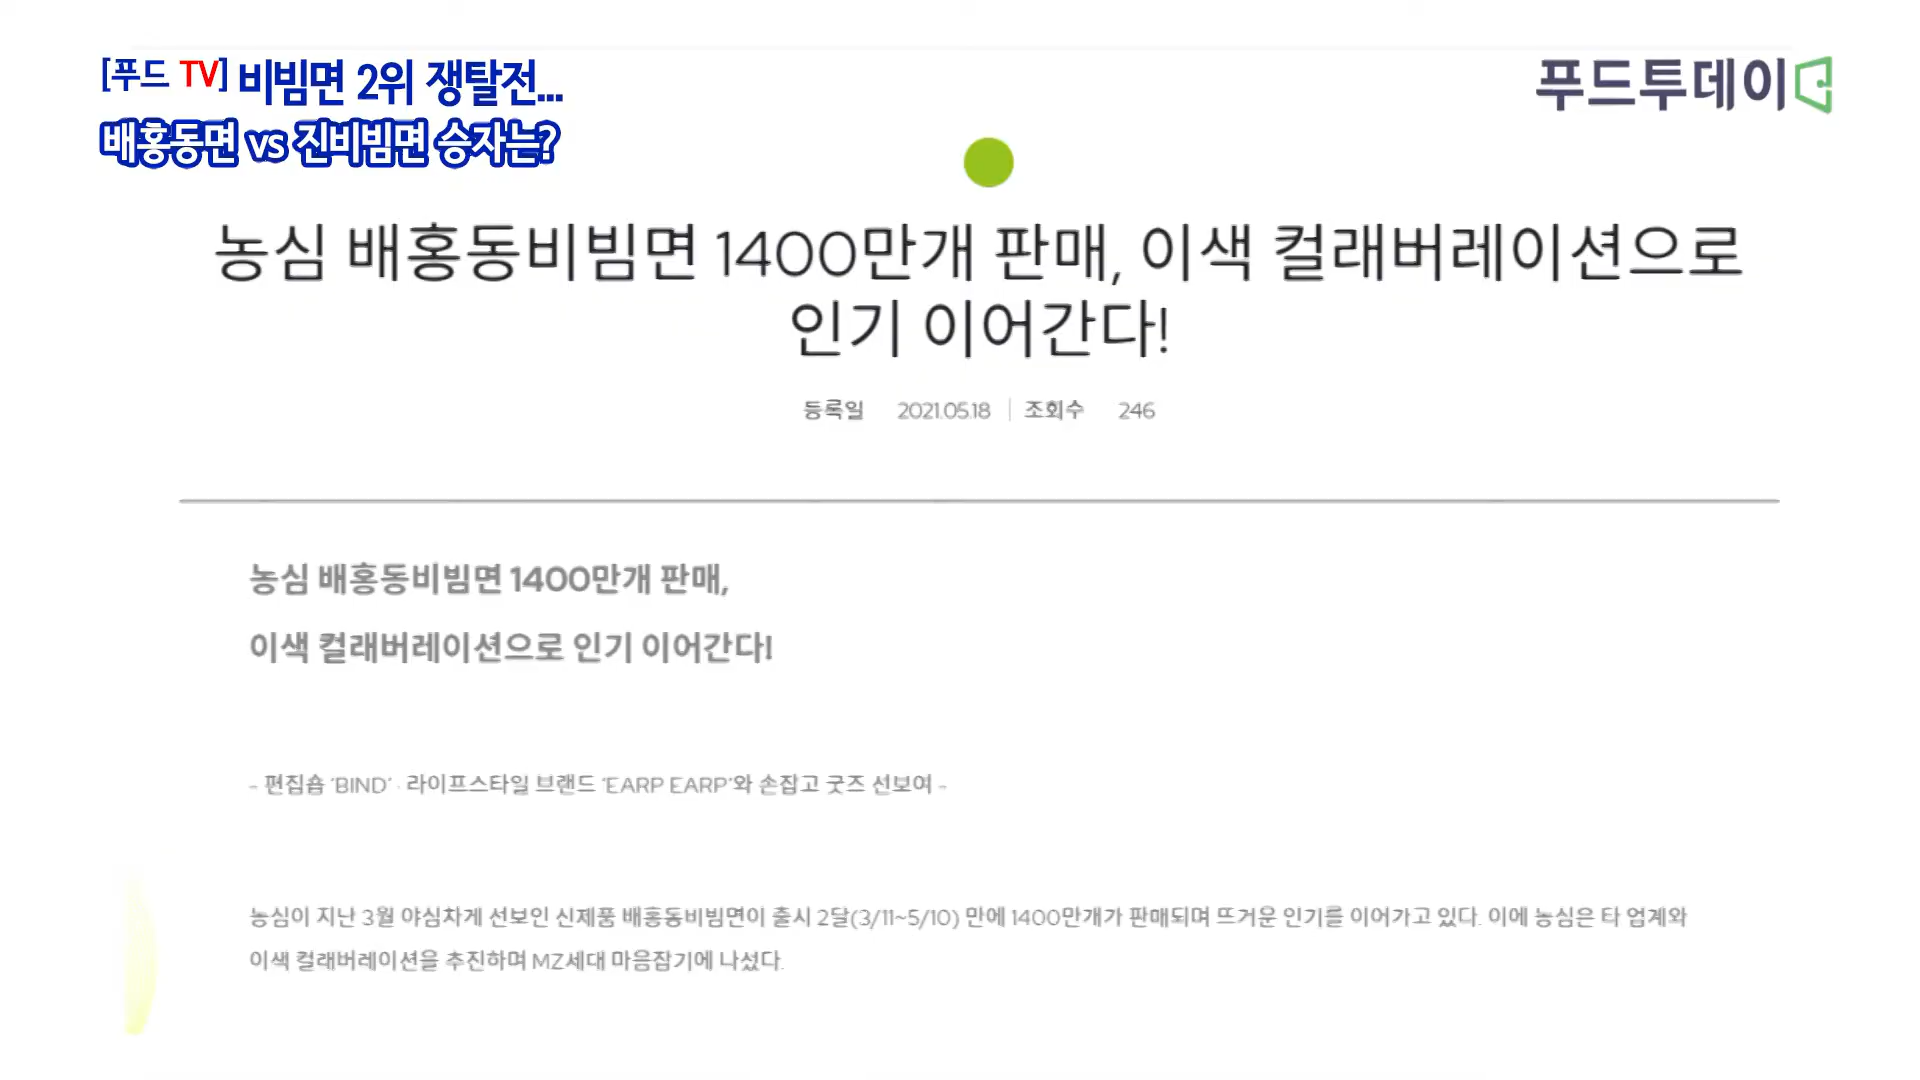 [푸드 TV] 비빔면 2위 쟁탈전...
배홍동면 vs 진비빔면 승자는?
푸드투데이
농심 배홍동비빔면 1400만개 판매, 이색 컬래버레이션으로
인기 이어간다!
등록일 2021.05.18 | 조회수 246
농심 배홍동비빔면 1400만개 판매,
이색 컬래버레이션으로 인기 이어간다!
- 편집숍 ‘BIND’ · 라이프스타일 브랜드 ‘EARP EARP’와 손잡고 굿즈 선보여 -
농심이 지난 3월 야심차게 선보인 신제품 배홍동비빔면이 출시 2달(3/11~5/10) 만에 1400만개가 판매되며 뜨거운 인기를 이어가고 있다. 이에 농심은 타 업계와
이색 컬래버레이션을 추진하며 MZ세대 마음잡기에 나섰다.